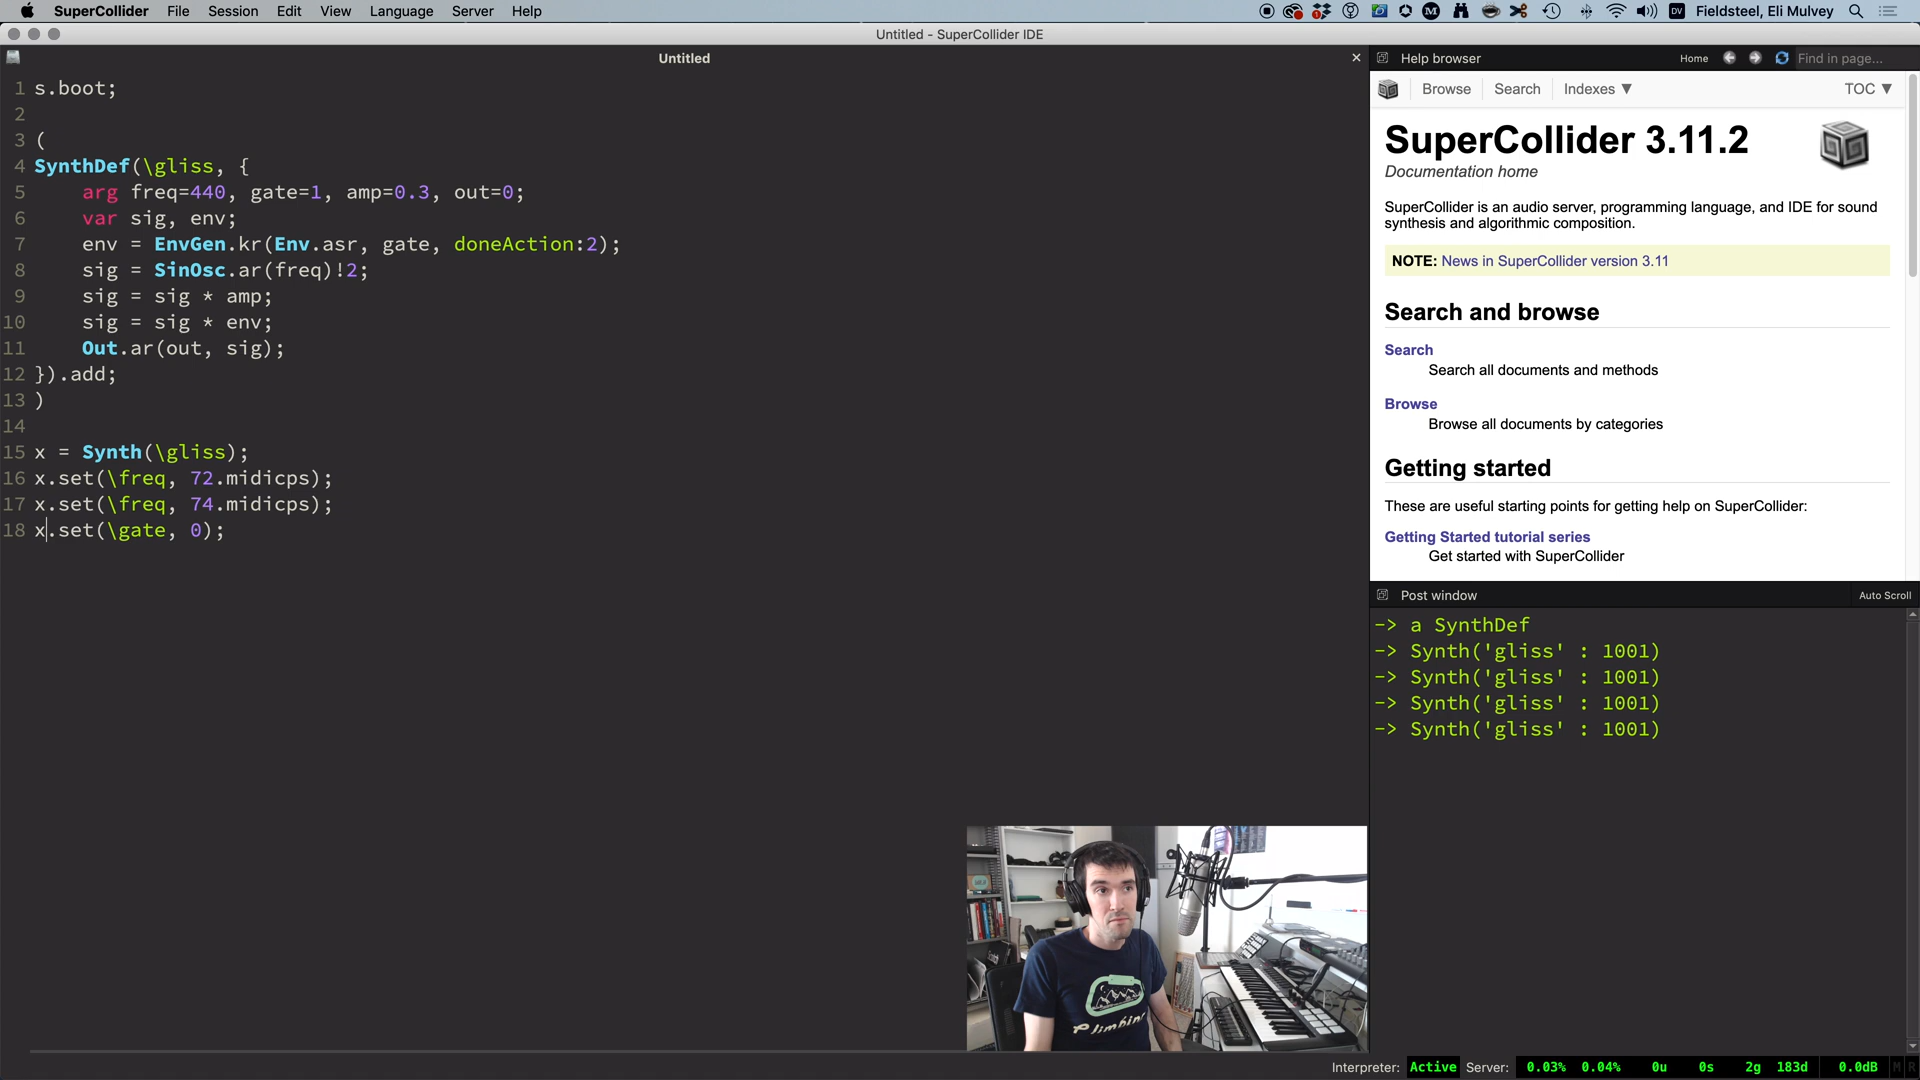 SuperCollider File Session Edit View Language Server Help
Fieldsteel, Eli Mulvey
Untitled - SuperCollider IDE
Untitled
1 s.boot;
2
3 (
4 SynthDef(\gliss, {
5 arg freq=440, gate=1, amp=0.3, out=0;
6 var sig, env;
7 env = EnvGen.kr(Env.asr, gate, doneAction:2);
8 sig = SinOsc.ar(freq)!2;
9 sig = sig * amp;
10 sig = sig * env;
11 Out.ar(out, sig);
12 }).add;
13 )
14
15 x = Synth(\gliss);
16 x.set(\freq, 72.midicps);
17 x.set(\freq, 74.midicps);
18 x.set(\gate, 0);
Help browser
Home
Find in page...
Browse Search Indexes ▼ TOC ▼
SuperCollider 3.11.2
Documentation home
SuperCollider is an audio server, programming language, and IDE for sound
synthesis and algorithmic composition.
NOTE: News in SuperCollider version 3.11
Search and browse
Search
Search all documents and methods
Browse
Browse all documents by categories
Getting started
These are useful starting points for getting help on SuperCollider:
Getting Started tutorial series
Get started with SuperCollider
Post window
Auto Scroll
-> a SynthDef
-> Synth('gliss' : 1001)
-> Synth('gliss' : 1001)
-> Synth('gliss' : 1001)
-> Synth('gliss' : 1001)
Climbing
Interpreter: Active Server: 0.03% 0.04% 0u 0s 2g 183d 0.0dB M R